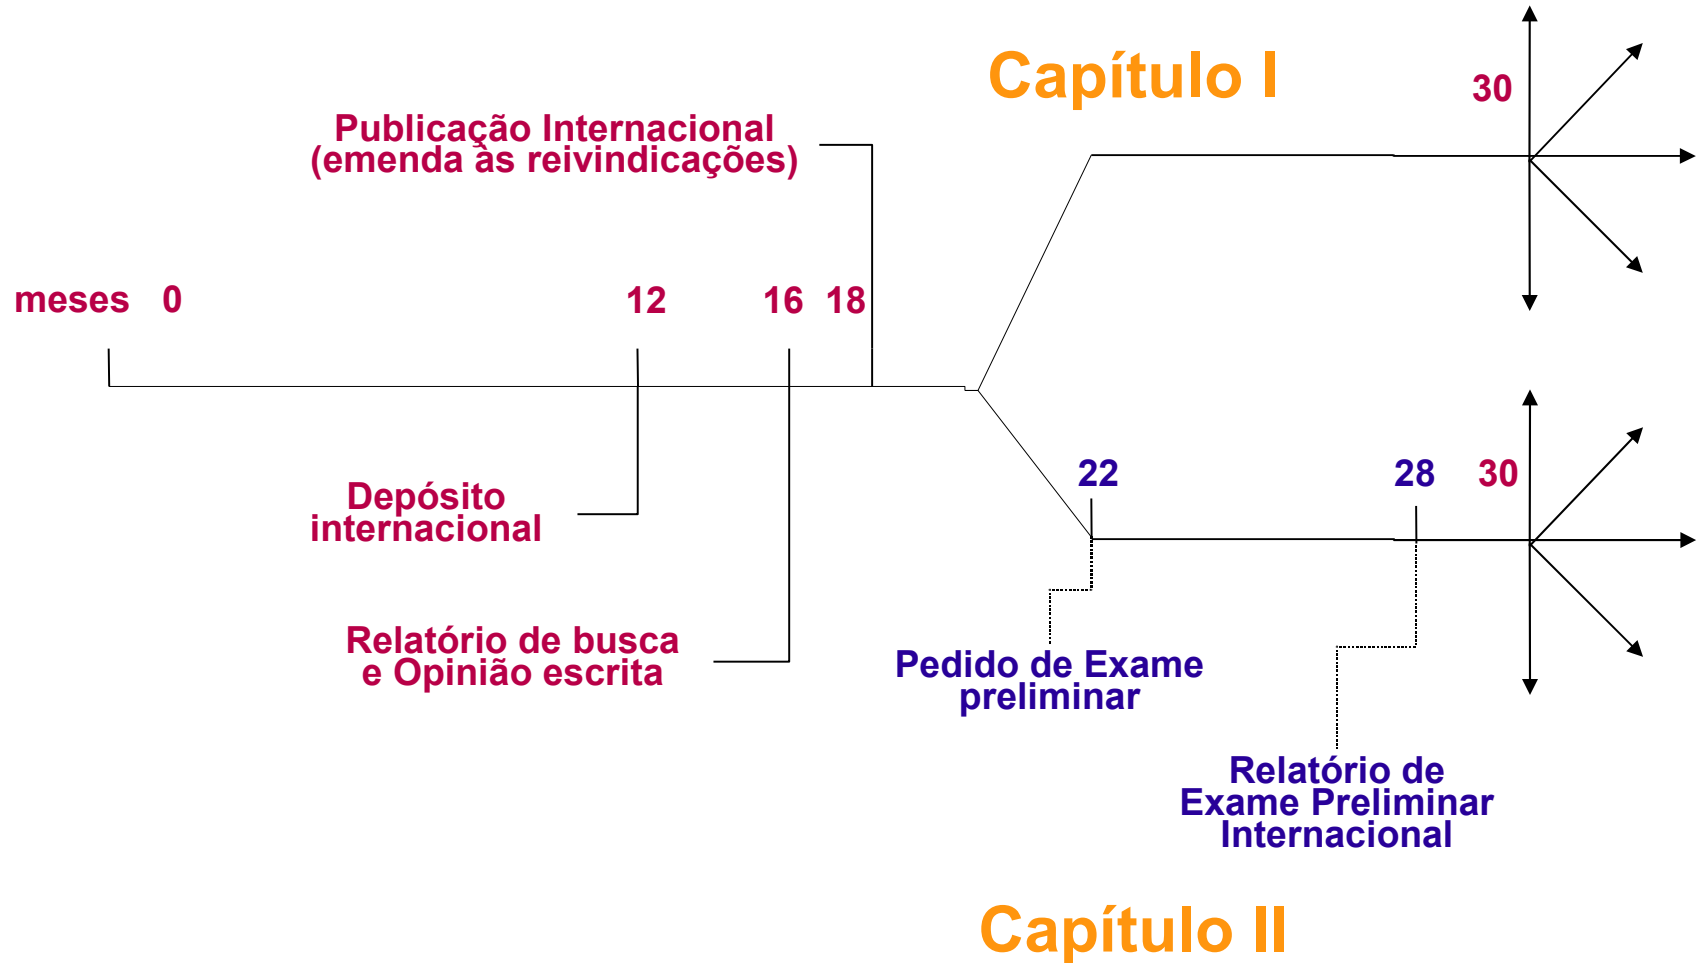 Capítulo I
30
Publicação Internacional
(emenda às reivindicações)
meses 0 12 16 18
Depósito
internacional
22 28 30
Relatório de busca
e Opinião escrita
Pedido de Exame
preliminar
Relatório de
Exame Preliminar
Internacional
Capítulo II